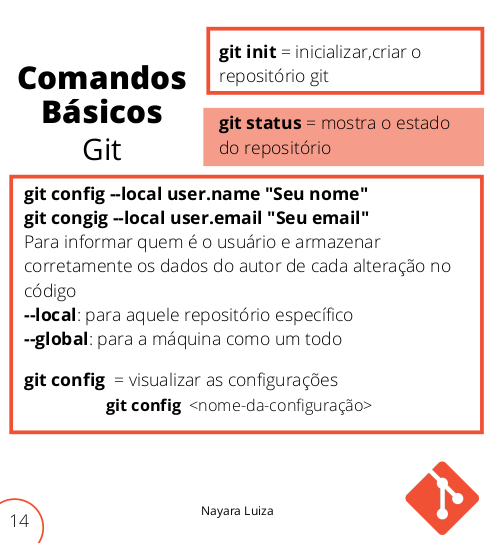 Comandos
Básicos
Git
git init = inicializar,criar o
repositório git
git status = mostra o estado
do repositório
git config --local user.name "Seu nome"
git congig --local user.email "Seu email"
Para informar quem é o usuário e armazenar
corretamente os dados do autor de cada alteração no
código
--local: para aquele repositório específico
--global: para a máquina como um todo
git config = visualizar as configurações
git config <nome-da-configuração>
Nayara Luiza
14